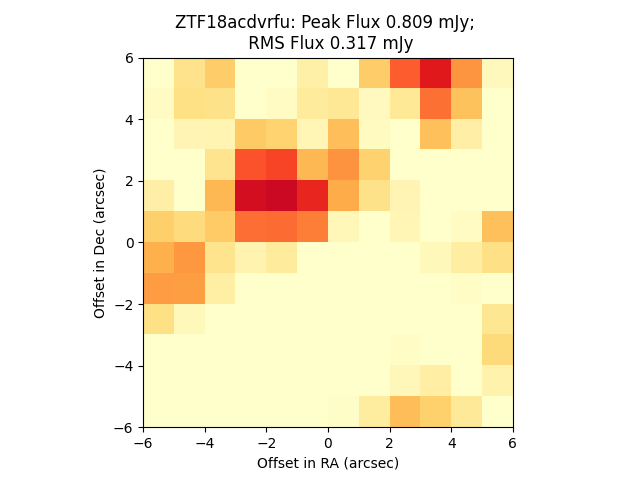 ZTF18acdvrfu: Peak Flux 0.809 mJy;
RMS Flux 0.317 mJy
6
4
2
0
−2
−4
−6
Offset in Dec (arcsec)
−6 −4 −2 0 2 4 6
Offset in RA (arcsec)